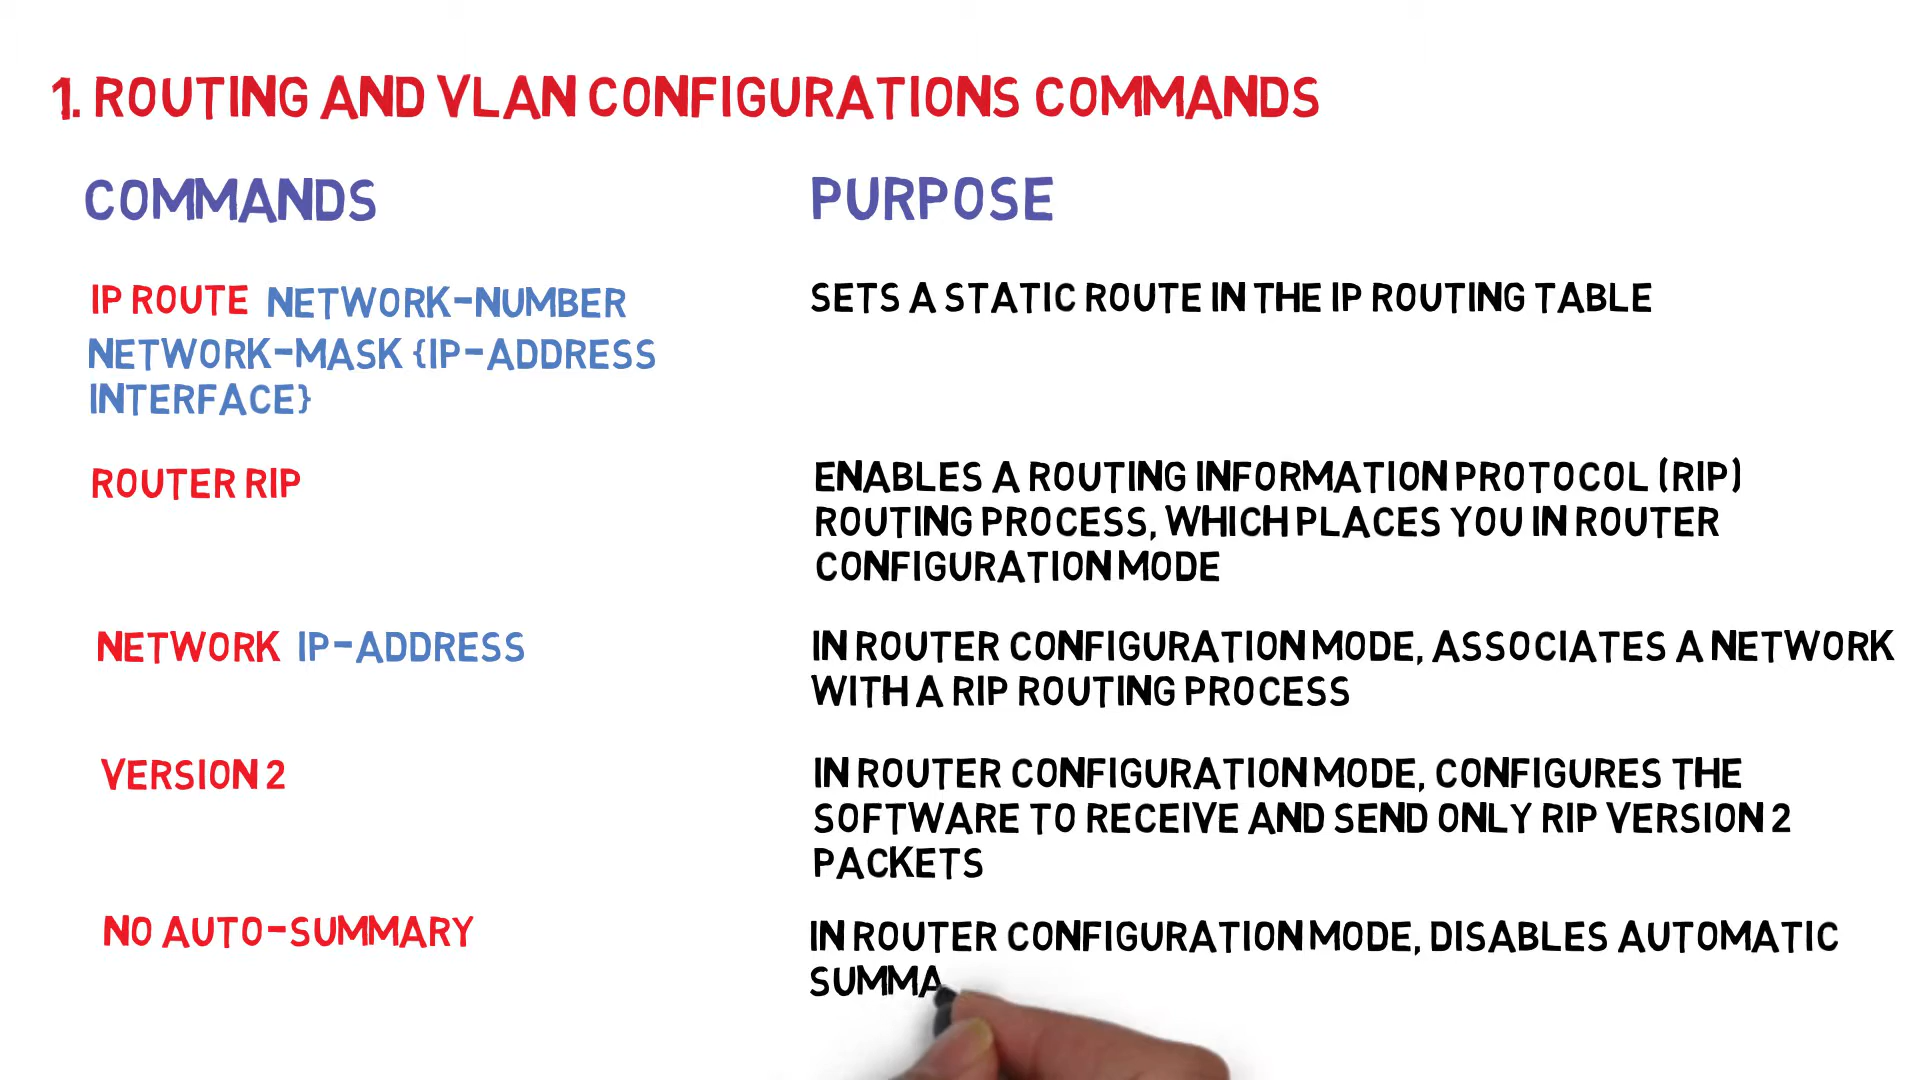 1. ROUTING AND VLAN CONFIGURATIONS COMMANDS
COMMANDS
PURPOSE
IP ROUTE NETWORK-NUMBER
NETWORK-MASK {IP-ADDRESS
INTERFACE}
SETS A STATIC ROUTE IN THE IP ROUTING TABLE
ROUTER RIP
ENABLES A ROUTING INFORMATION PROTOCOL (RIP)
ROUTING PROCESS, WHICH PLACES YOU IN ROUTER
CONFIGURATION MODE
NETWORK IP-ADDRESS
IN ROUTER CONFIGURATION MODE, ASSOCIATES A NETWORK
WITH A RIP ROUTING PROCESS
VERSION 2
IN ROUTER CONFIGURATION MODE, CONFIGURES THE
SOFTWARE TO RECEIVE AND SEND ONLY RIP VERSION 2
PACKETS
NO AUTO-SUMMARY
IN ROUTER CONFIGURATION MODE, DISABLES AUTOMATIC
SUMMA